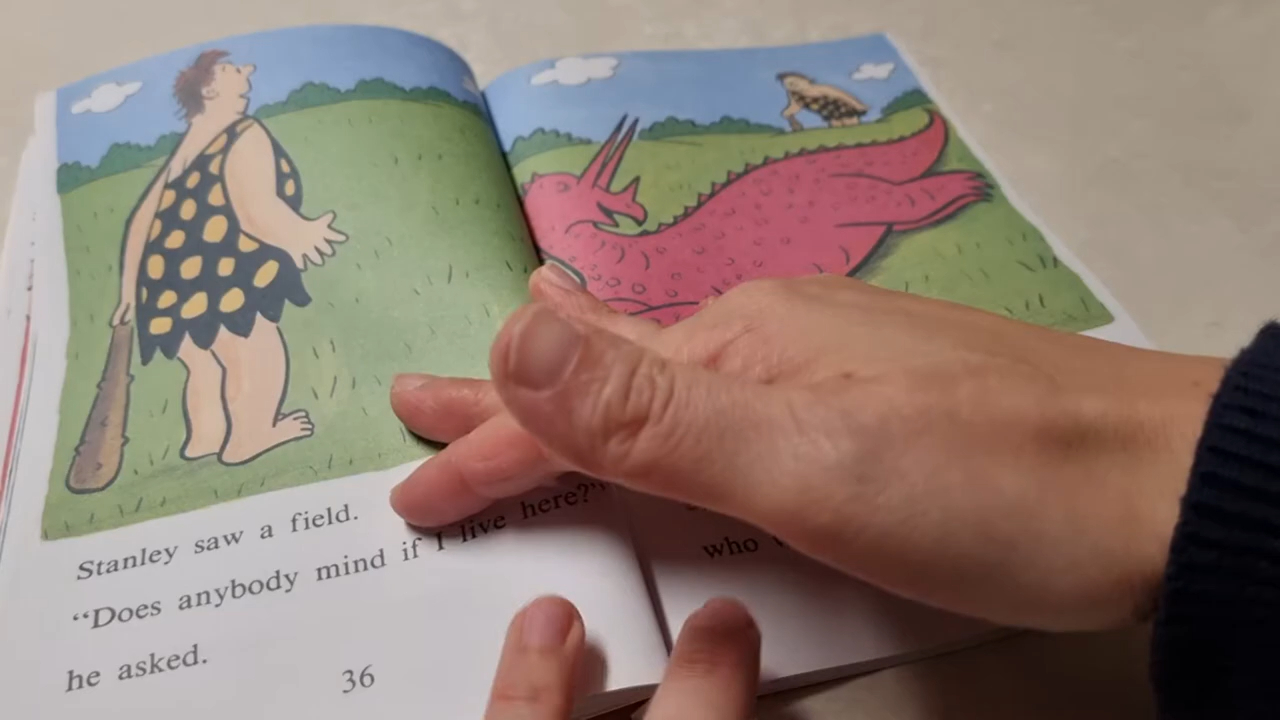 Stanley saw a field.
“Does anybody mind if I live here?”
he asked.
36
who